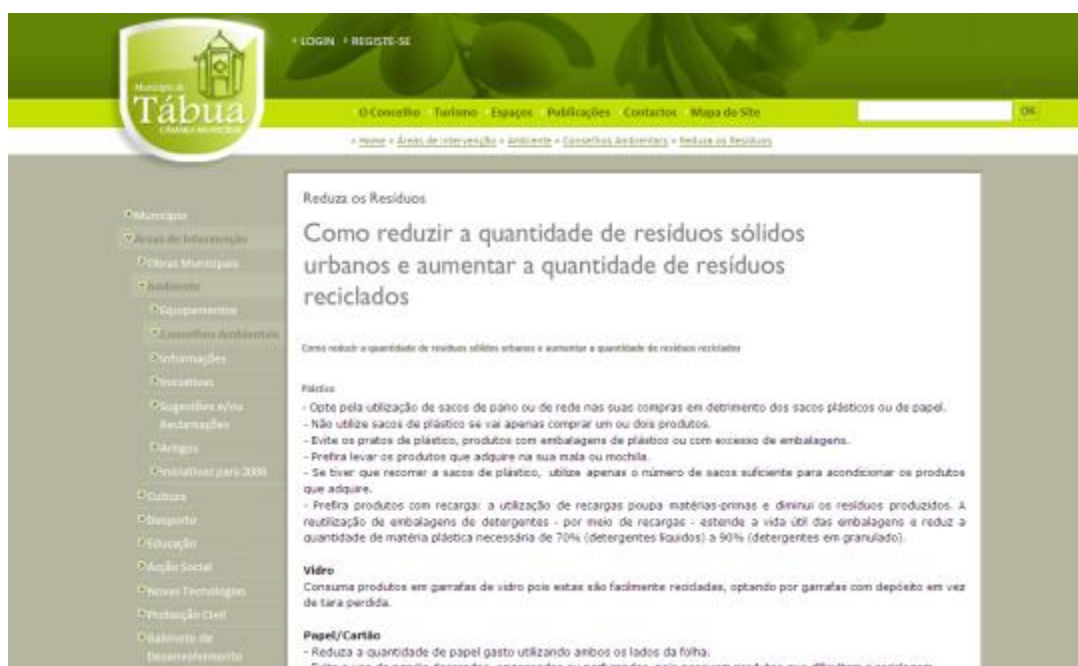 LOGIN REGISTE-SE
Município de
Tábua
CÂMARA MUNICIPAL
O Concelho Turismo Espaços Publicações Contactos Mapa do Site
OK
» Home » Áreas de Intervenção » Ambiente » Conselhos Ambientais » Reduza os Resíduos
Município
Áreas de Intervenção
Obras Municipais
Ambiente
Equipamentos
Conselhos Ambientais
Informações
Iniciativas
Sugestões e/ou
Reclamações
Artigos
Iniciativas para 2008
Cultura
Desporto
Educação
Acção Social
Novas Tecnologias
Protecção Civil
Gabinete de
Desenvolvimento
Reduza os Resíduos
Como reduzir a quantidade de resíduos sólidos
urbanos e aumentar a quantidade de resíduos
reciclados
Como reduzir a quantidade de resíduos sólidos urbanos e aumentar a quantidade de resíduos reciclados
Plástico
- Opte pela utilização de sacos de pano ou de rede nas suas compras em detrimento dos sacos plásticos ou de papel.
- Não utilize sacos de plástico se vai apenas comprar um ou dois produtos.
- Evite os pratos de plástico, produtos com embalagens de plástico ou com excesso de embalagens.
- Prefira levar os produtos que adquire na sua mala ou mochila.
- Se tiver que recorrer a sacos de plástico, utilize apenas o número de sacos suficiente para acondicionar os produtos
que adquire.
- Prefira produtos com recarga: a utilização de recargas poupa matérias-primas e diminui os resíduos produzidos. A
reutilização de embalagens de detergentes - por meio de recargas - estende a vida útil das embalagens e reduz a
quantidade de matéria plástica necessária de 70% (detergentes líquidos) a 90% (detergentes em granulado).
Vidro
Consuma produtos em garrafas de vidro pois estas são facilmente recicladas, optando por garrafas com depósito em vez
de tara perdida.
Papel/Cartão
- Reduza a quantidade de papel gasto utilizando ambos os lados da folha.